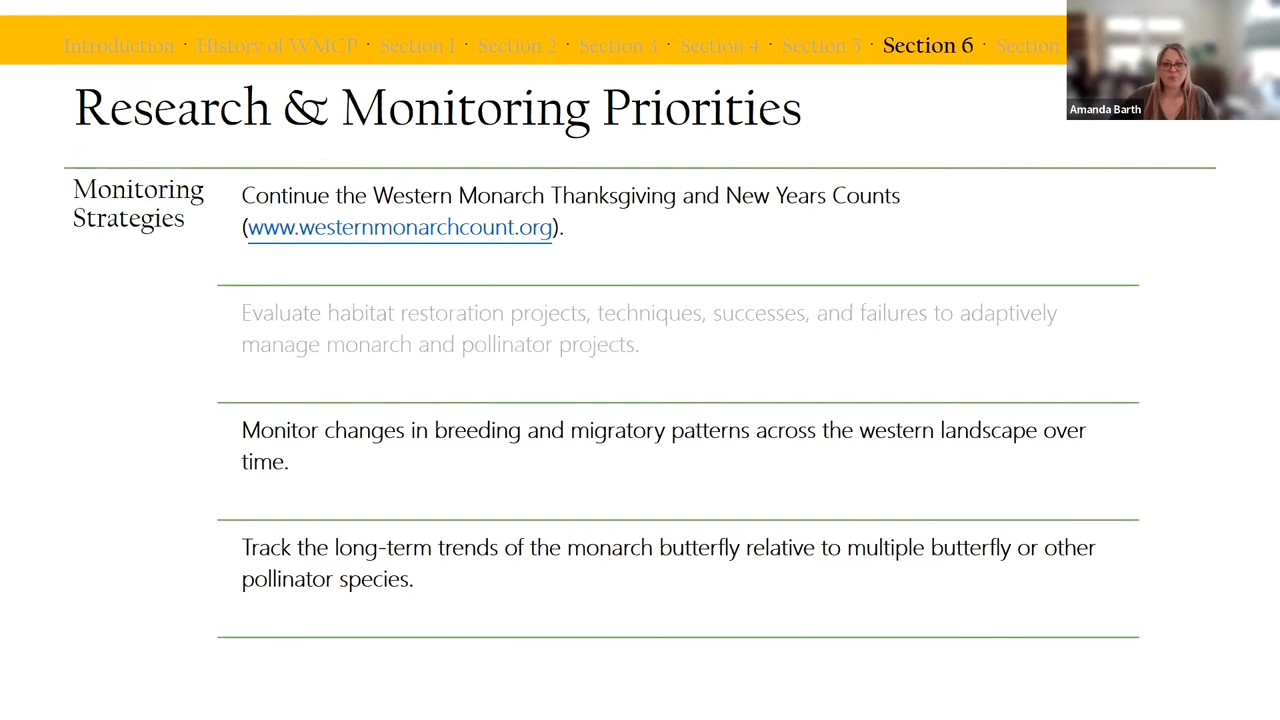 Introduction · History of WMCP · Section 1 · Section 2 · Section 3 · Section 4 · Section 5 · Section 6 · Section
Amanda Barth
Research & Monitoring Priorities
Monitoring
Strategies
Continue the Western Monarch Thanksgiving and New Years Counts
(www.westernmonarchcount.org).
Evaluate habitat restoration projects, techniques, successes, and failures to adaptively
manage monarch and pollinator projects.
Monitor changes in breeding and migratory patterns across the western landscape over
time.
Track the long-term trends of the monarch butterfly relative to multiple butterfly or other
pollinator species.